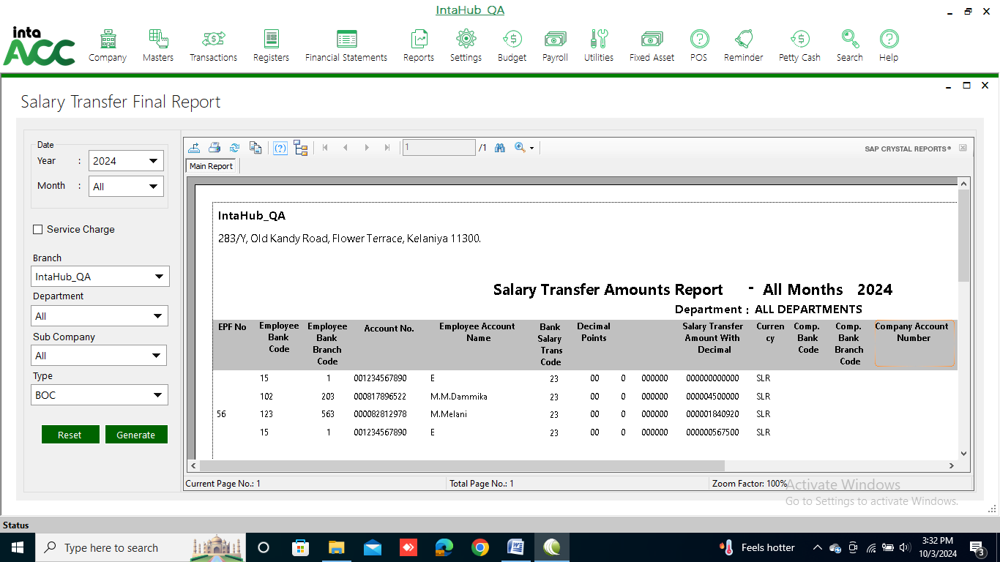 IntaHub_QA
inta
ACC
Company Masters Transactions Registers Financial Statements Reports Settings Budget Payroll Utilities Fixed Asset POS Reminder Petty Cash Search Help
Salary Transfer Final Report
Date
Year : 2024
Month : All
Service Charge
Branch
IntaHub_QA
Department
All
Sub Company
All
Type
BOC
Reset Generate
1 /1
SAP CRYSTAL REPORTS®
Main Report
IntaHub_QA
283/Y, Old Kandy Road, Flower Terrace, Kelaniya 11300.
Salary Transfer Amounts Report - All Months 2024
Department : ALL DEPARTMENTS
EPF No Employee Employee Account No. Employee Account Bank Decimal Salary Transfer Curren Comp. Comp. Company Account
Bank Bank Name Salary Points Amount With cy Bank Bank Number
Code Branch Trans Decimal Code Branch
Code Code Code
15 1 001234567890 E 23 00 0 000000 000000000000 SLR
102 203 000817896522 M.M.Dammika 23 00 0 000000 000004500000 SLR
56 123 563 000082812978 M.Melani 23 00 0 000000 000001840920 SLR
15 1 001234567890 E 23 00 0 000000 000000567500 SLR
Current Page No.: 1 Total Page No.: 1 Zoom Factor: 100%
Activate Windows
Go to Settings to activate Windows.
Status
Type here to search
Feels hotter
3:32 PM
10/3/2024
3